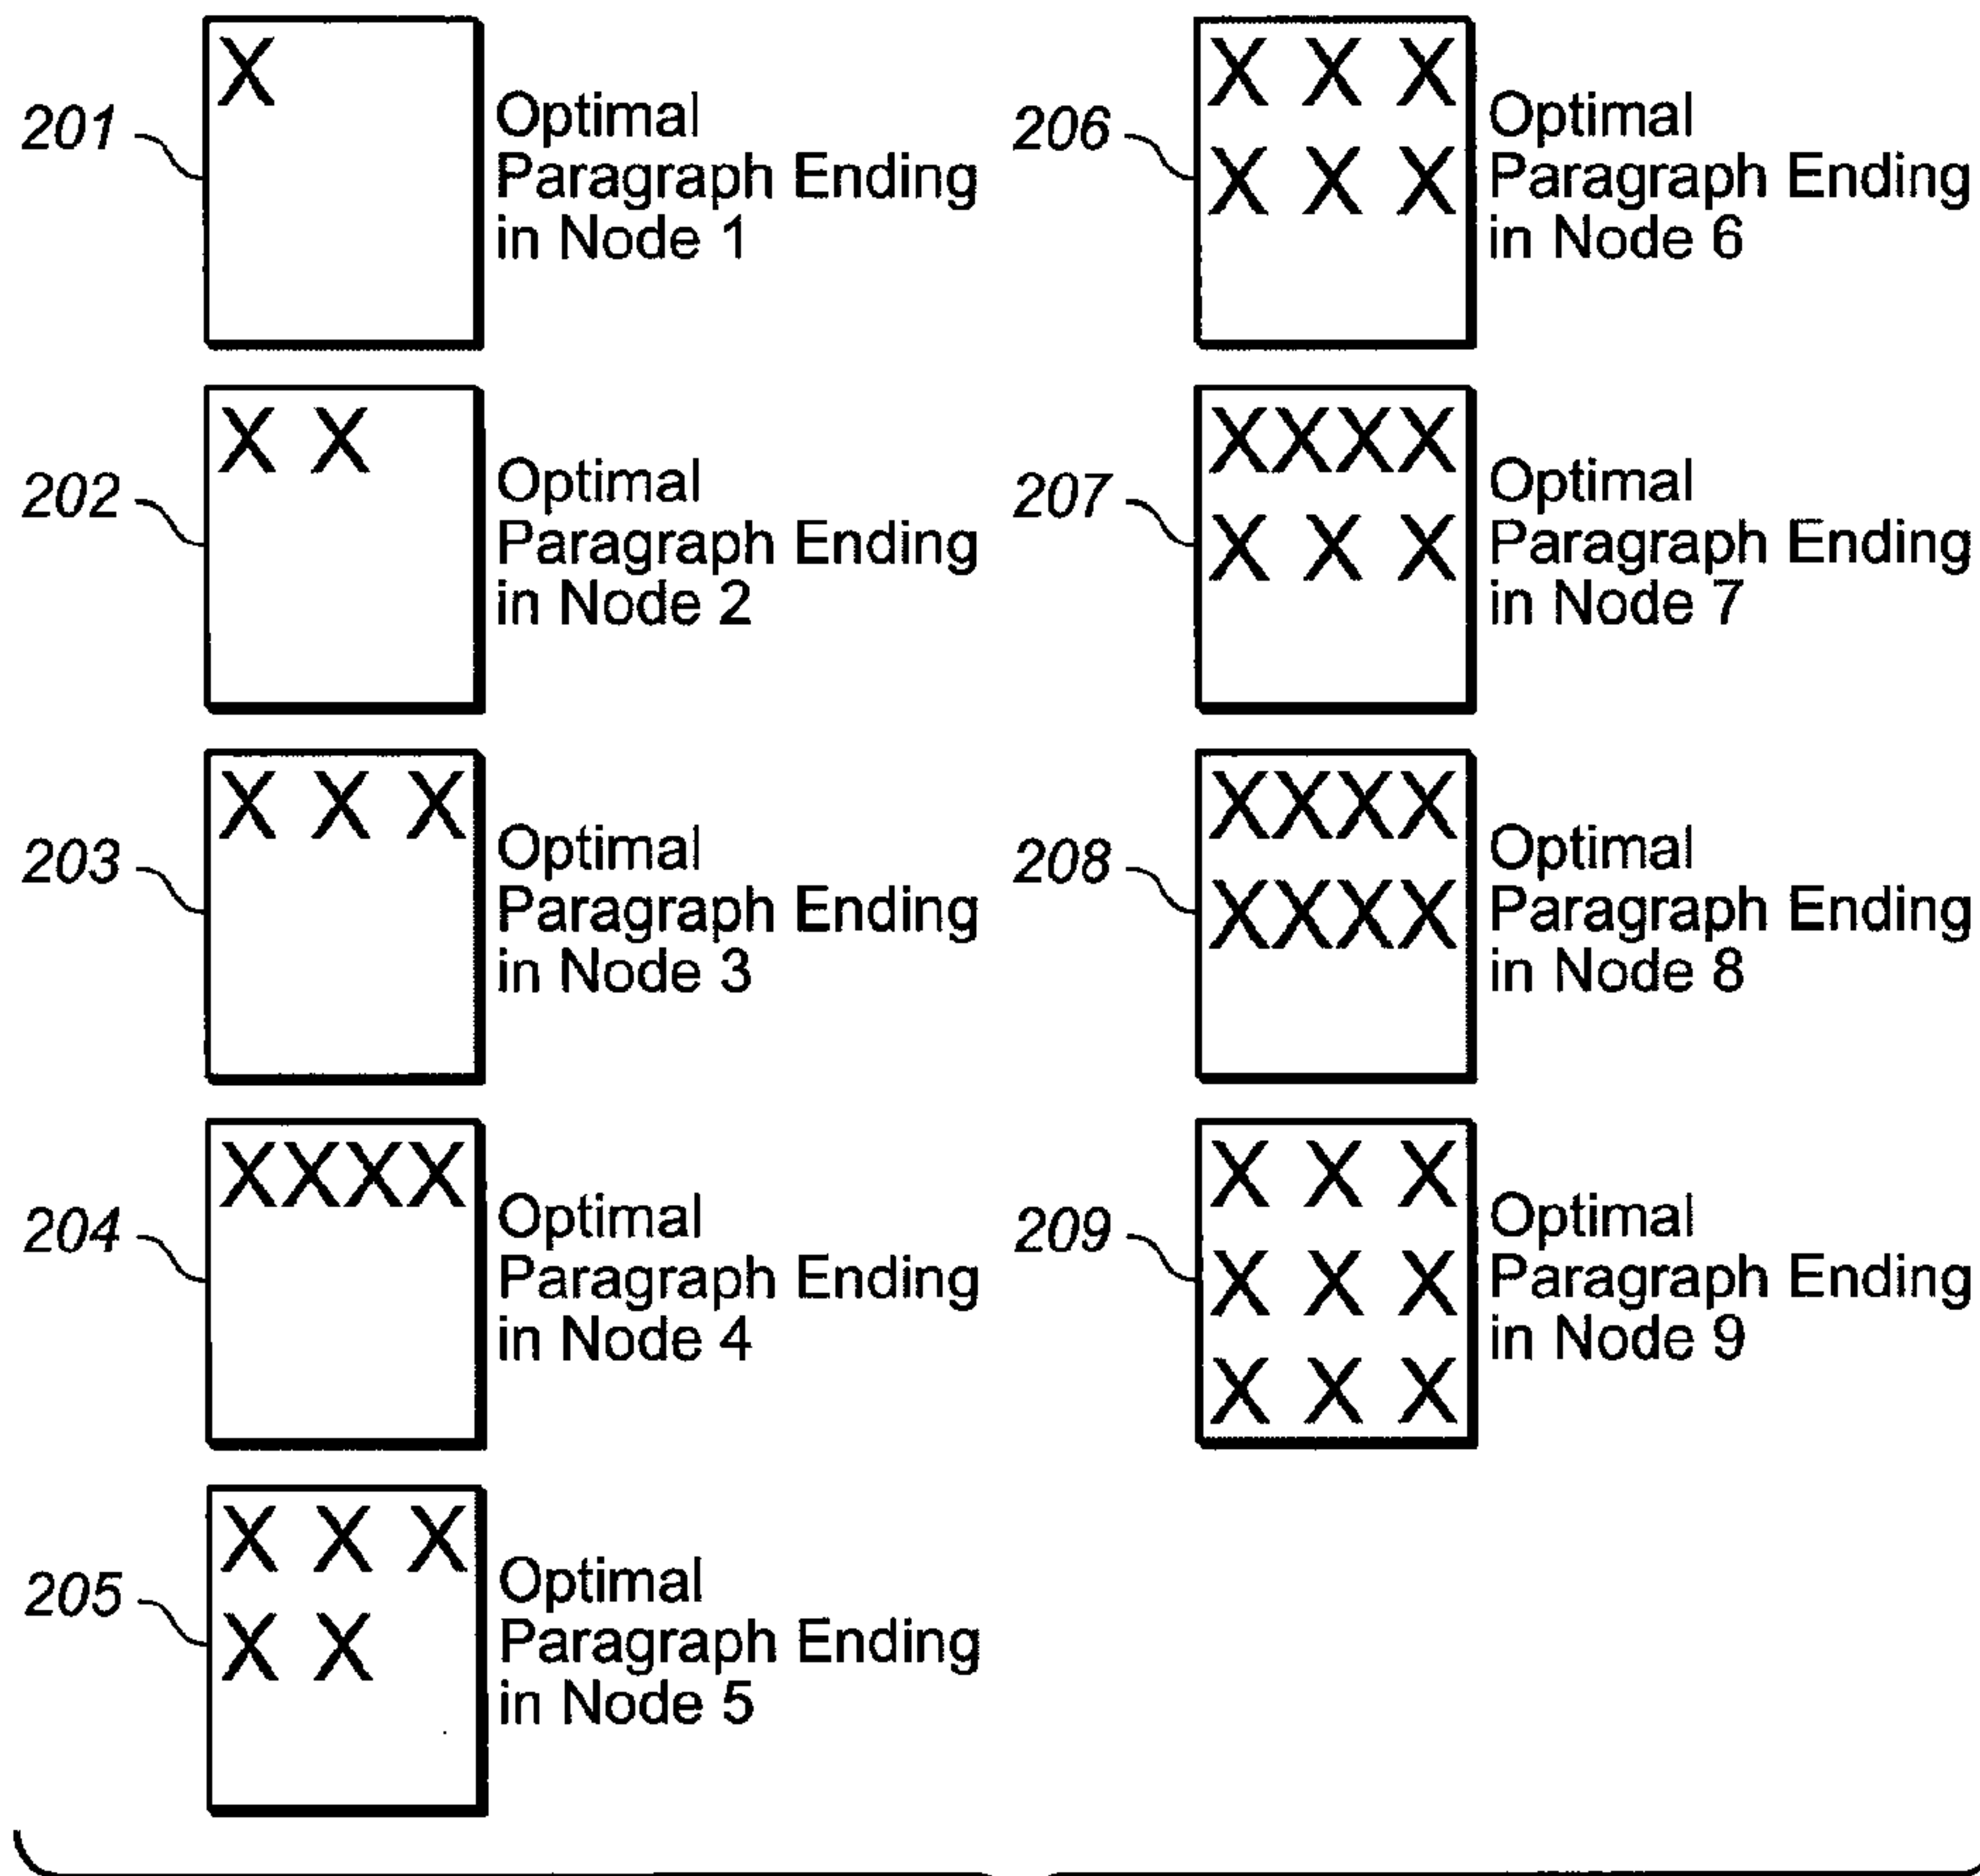 201
X
Optimal
Paragraph Ending
in Node 1
202
X X
Optimal
Paragraph Ending
in Node 2
203
X X X
Optimal
Paragraph Ending
in Node 3
204
XXXX
Optimal
Paragraph Ending
in Node 4
205
X X X
X X
Optimal
Paragraph Ending
in Node 5
206
X X X
X X X
Optimal
Paragraph Ending
in Node 6
207
XXXX
X X X
Optimal
Paragraph Ending
in Node 7
208
XXXX
XXXX
Optimal
Paragraph Ending
in Node 8
209
X X X
X X X
X X X
Optimal
Paragraph Ending
in Node 9